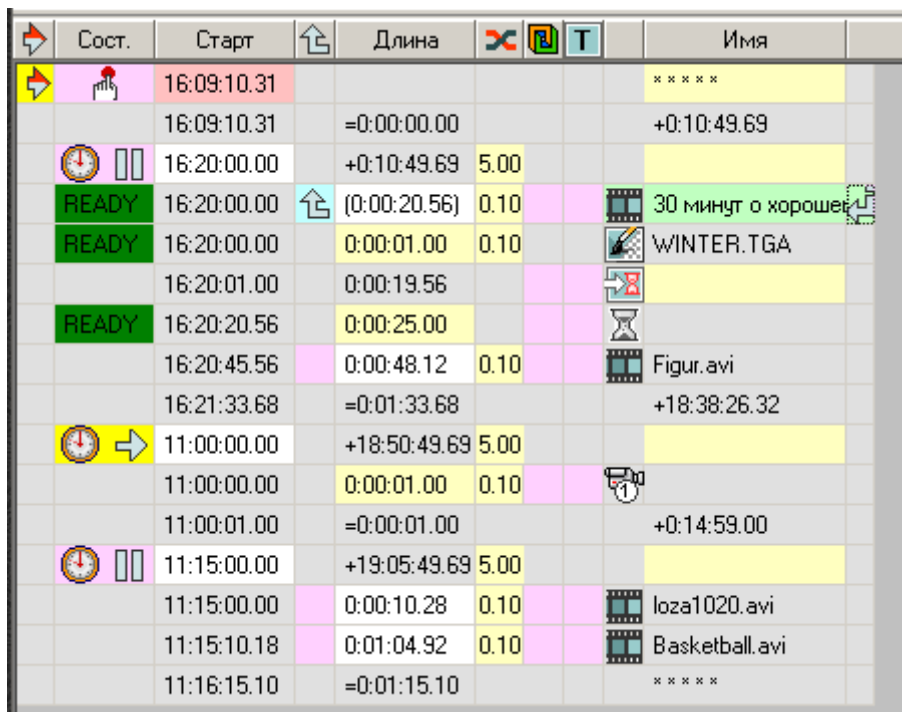 Сост. Старт Длина T Имя
16:09:10.31 * * * * *
16:09:10.31 =0:00:00.00 +0:10:49.69
16:20:00.00 +0:10:49.69 5.00
READY 16:20:00.00 (0:00:20.56) 0.10 30 минут о
READY 16:20:00.00 0:00:01.00 0.10 WINTER.TGA
16:20:01.00 0:00:19.56
READY 16:20:20.56 0:00:25.00
16:20:45.56 0:00:48.12 0.10 Figur.avi
16:21:33.68 =0:01:33.68 +18:38:26.32
11:00:00.00 +18:50:49.69 5.00
11:00:00.00 0:00:01.00 0.10 1
11:00:01.00 =0:00:01.00 +0:14:59.00
11:15:00.00 +19:05:49.69 5.00
11:15:00.00 0:00:10.28 0.10 loza1020.avi
11:15:10.18 0:01:04.92 0.10 Basketball.avi
11:16:15.10 =0:01:15.10 * * * * *